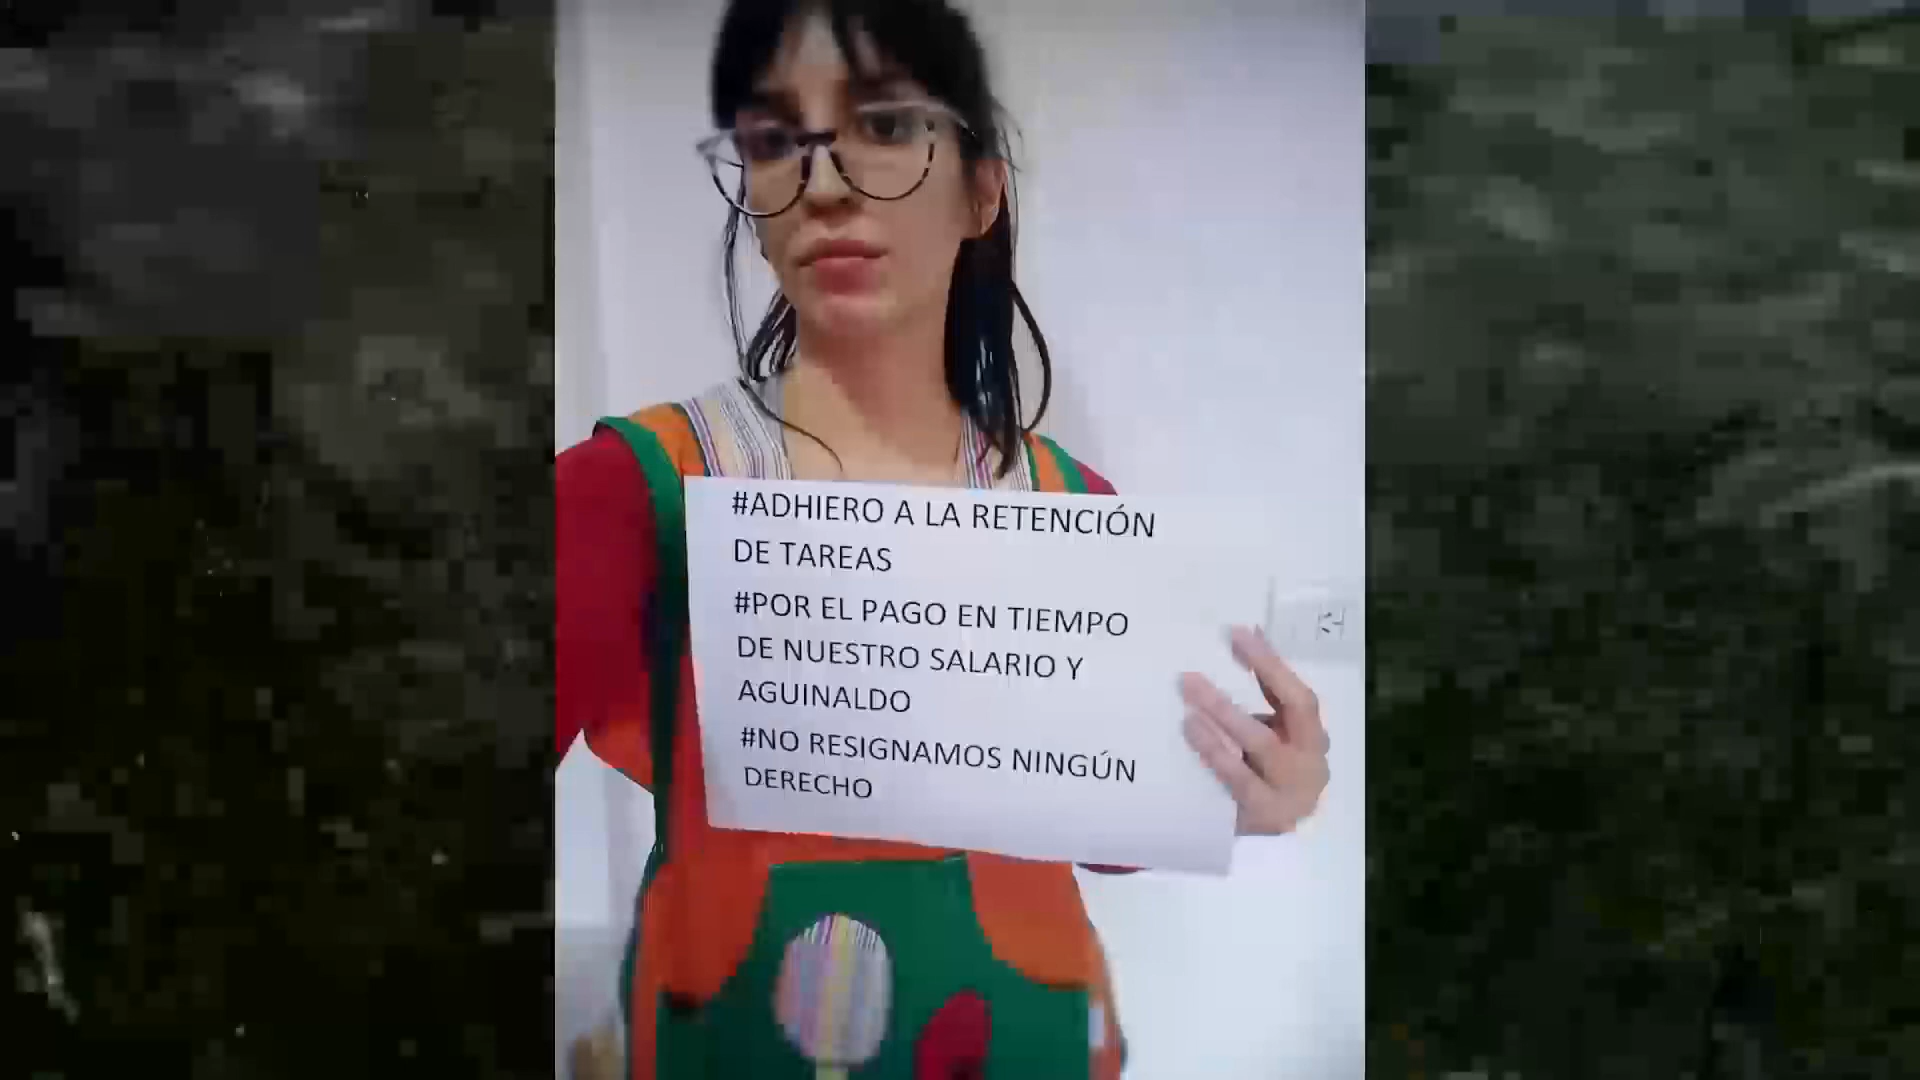 #ADHIERO A LA RETENCIÓN
DE TAREAS
#POR EL PAGO EN TIEMPO
DE NUESTRO SALARIO Y
AGUINALDO
#NO RESIGNAMOS NINGÚN
DERECHO